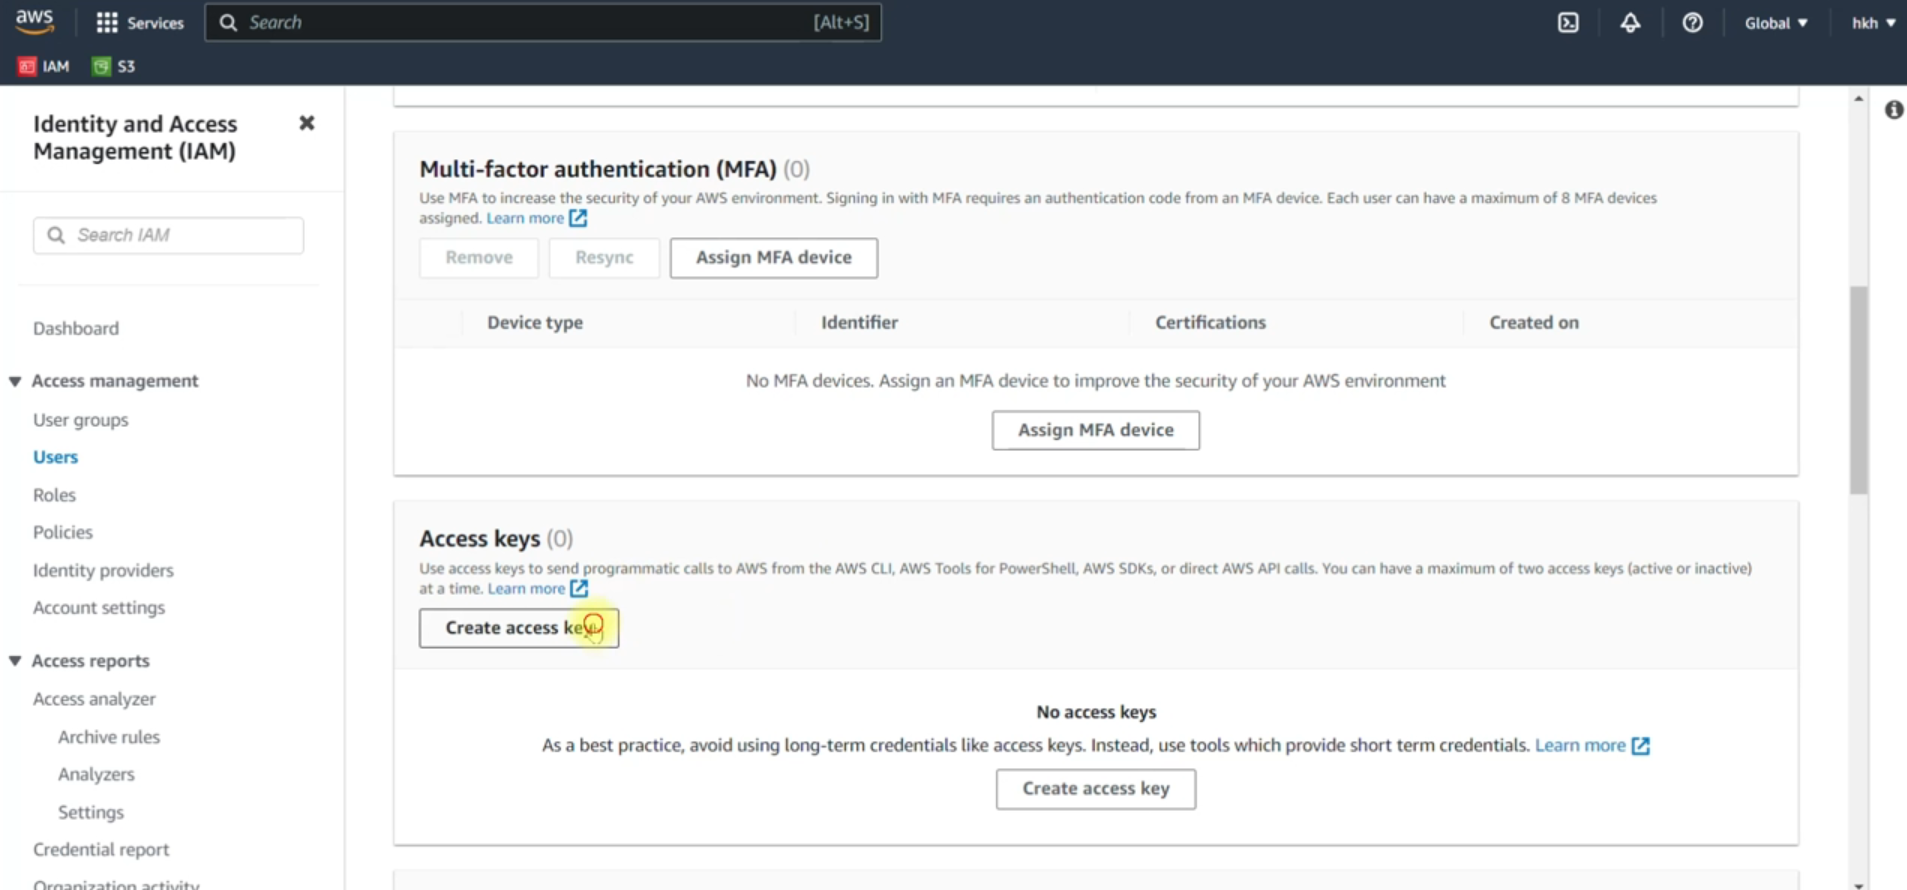 aws
Services
Search
[Alt+S]
Global
hkh
IAM
S3
Identity and Access
Management (IAM)
Search IAM
Dashboard
Access management
User groups
Users
Roles
Policies
Identity providers
Account settings
Access reports
Access analyzer
Archive rules
Analyzers
Settings
Credential report
Organization activity
Multi-factor authentication (MFA) (0)
Use MFA to increase the security of your AWS environment. Signing in with MFA requires an authentication code from an MFA device. Each user can have a maximum of 8 MFA devices
assigned. Learn more
Remove
Resync
Assign MFA device
Device type
Identifier
Certifications
Created on
No MFA devices. Assign an MFA device to improve the security of your AWS environment
Assign MFA device
Access keys (0)
Use access keys to send programmatic calls to AWS from the AWS CLI, AWS Tools for PowerShell, AWS SDKs, or direct AWS API calls. You can have a maximum of two access keys (active or inactive)
at a time. Learn more
Create access key
No access keys
As a best practice, avoid using long-term credentials like access keys. Instead, use tools which provide short term credentials. Learn more
Create access key